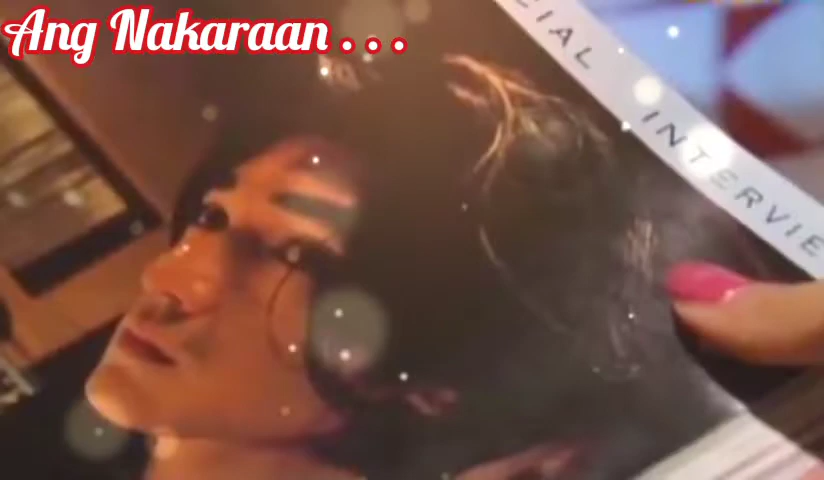 Ang Nakaraan . . .
CIAL INTERVIE